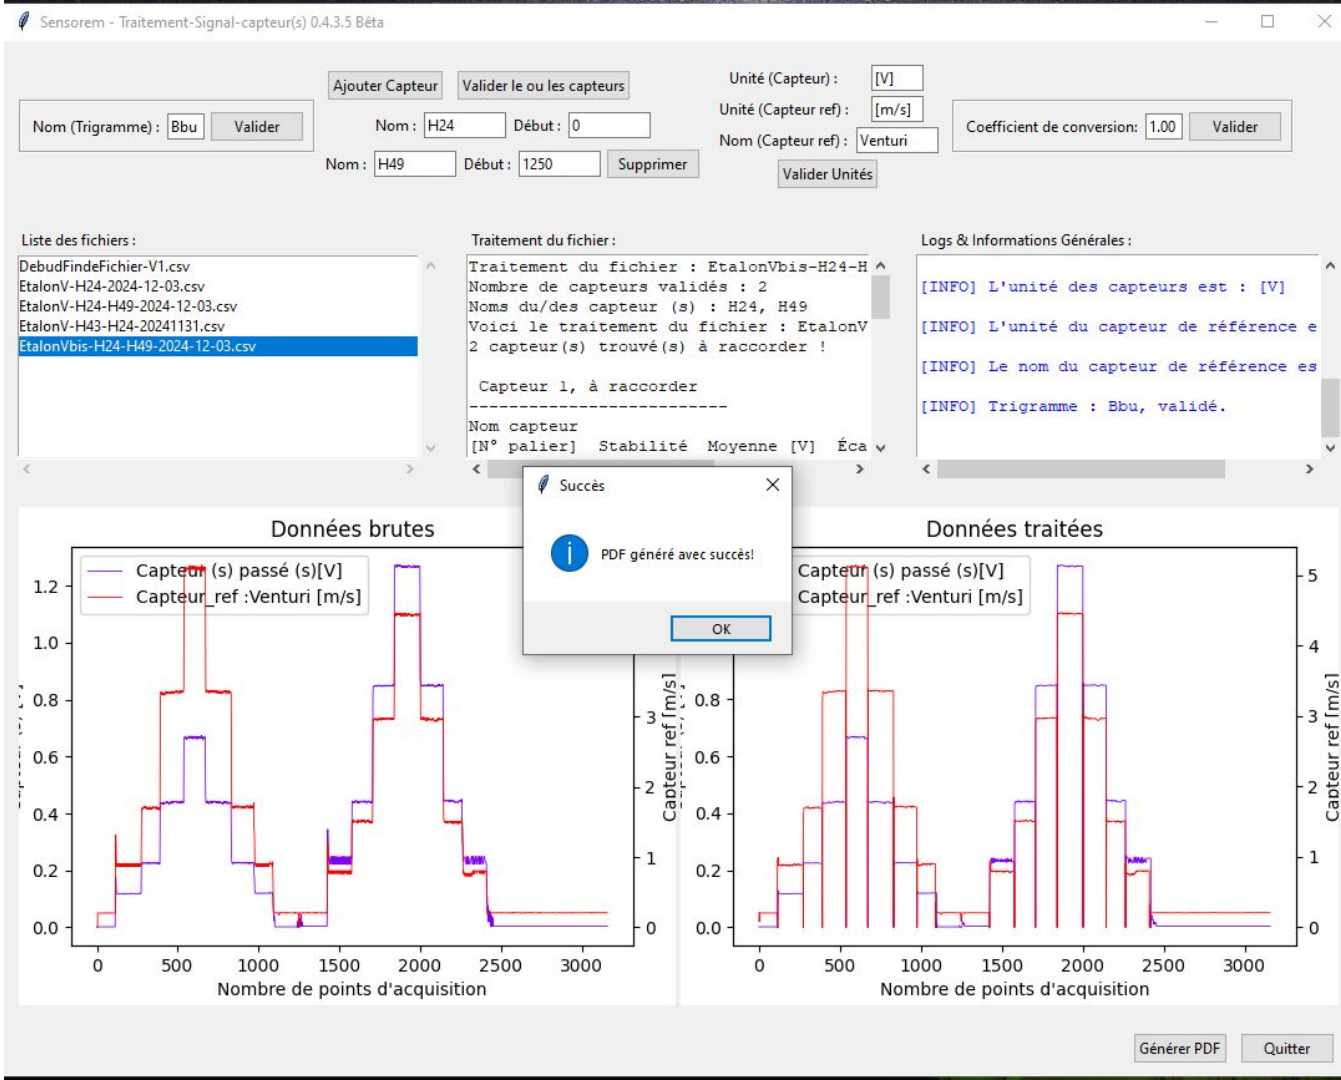 Sensorem - Traitement-Signal-capteur(s) 0.4.3.5 Bêta
Nom (Trigramme) : Bbu Valider
Ajouter Capteur Valider le ou les capteurs
Nom : H24 Début : 0
Nom : H49 Début : 1250 Supprimer
Unité (Capteur) : [V]
Unité (Capteur ref) : [m/s]
Nom (Capteur ref) : Venturi
Valider Unités
Coefficient de conversion: 1.00 Valider
Liste des fichiers :
DebudFindeFichier-V1.csv
EtalonV-H24-2024-12-03.csv
EtalonV-H24-H49-2024-12-03.csv
EtalonV-H43-H24-20241131.csv
EtalonVbis-H24-H49-2024-12-03.csv
Traitement du fichier :
Traitement du fichier : EtalonVbis-H24-H
Nombre de capteurs validés : 2
Noms du/des capteur (s) : H24, H49
Voici le traitement du fichier : EtalonV
2 capteur(s) trouvé(s) à raccorder !
Capteur 1, à raccorder
--------------------------
Nom capteur
[N° palier] Stabilité Moyenne [V] Éca
Logs & Informations Générales :
[INFO] L'unité des capteurs est : [V]
[INFO] L'unité du capteur de référence e
[INFO] Le nom du capteur de référence es
[INFO] Trigramme : Bbu, validé.
Succès
PDF généré avec succès!
OK
Données brutes
Capteur (s) passé (s)[V]
Capteur_ref :Venturi [m/s]
1.2
1.0
0.8
0.6
0.4
0.2
0.0
3
2
1
0
Capteur ref [m/s]
0 500 1000 1500 2000 2500 3000
Nombre de points d'acquisition
Données traitées
Capteur (s) passé (s)[V]
Capteur_ref :Venturi [m/s]
0.8
0.6
0.4
0.2
0.0
5
4
3
2
1
0
Capteur ref [m/s]
0 500 1000 1500 2000 2500 3000
Nombre de points d'acquisition
Générer PDF Quitter